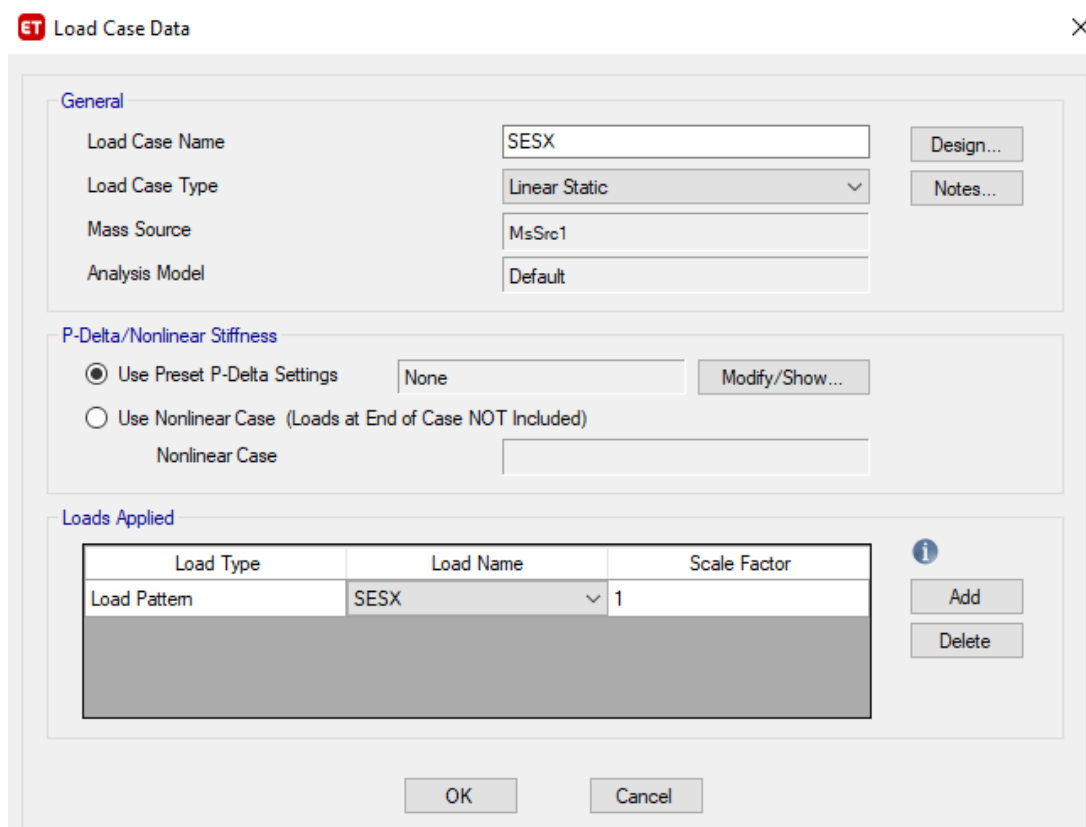 ET Load Case Data
General
Load Case Name SESX Design...
Load Case Type Linear Static Notes...
Mass Source MsSrc1
Analysis Model Default
P-Delta/Nonlinear Stiffness
Use Preset P-Delta Settings None Modify/Show...
Use Nonlinear Case (Loads at End of Case NOT Included)
Nonlinear Case
Loads Applied
Load Type Load Name Scale Factor
Load Pattern SESX 1
i
Add
Delete
OK Cancel